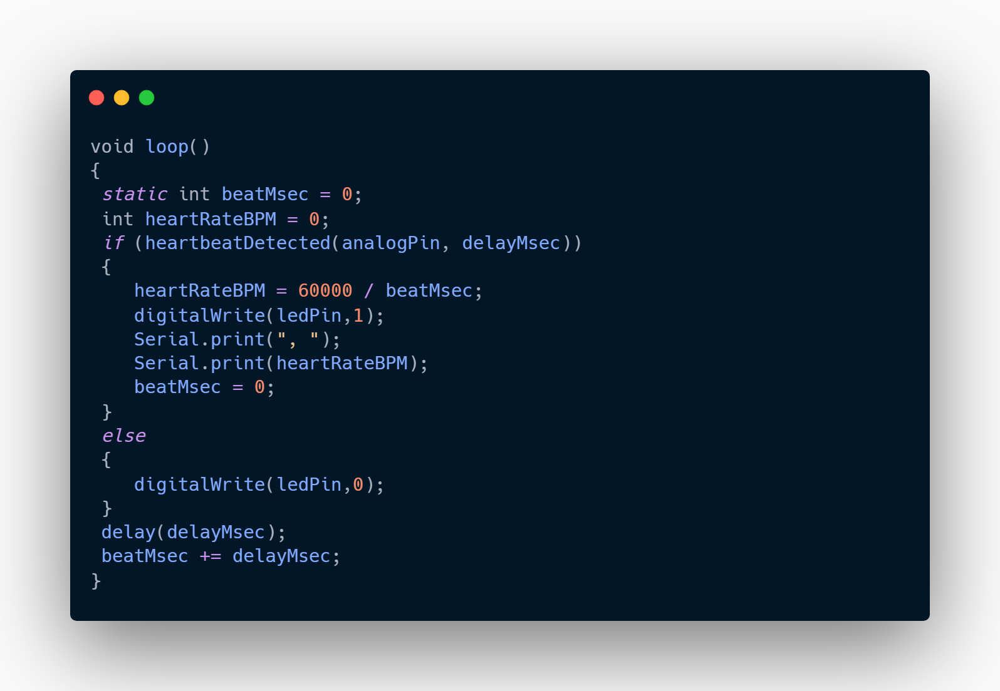 void loop()
{
 static int beatMsec = 0;
 int heartRateBPM = 0;
 if (heartbeatDetected(analogPin, delayMsec))
 {
    heartRateBPM = 60000 / beatMsec;
    digitalWrite(ledPin,1);
    Serial.print(", ");
    Serial.print(heartRateBPM);
    beatMsec = 0;
 }
 else
 {
    digitalWrite(ledPin,0);
 }
 delay(delayMsec);
 beatMsec += delayMsec;
}